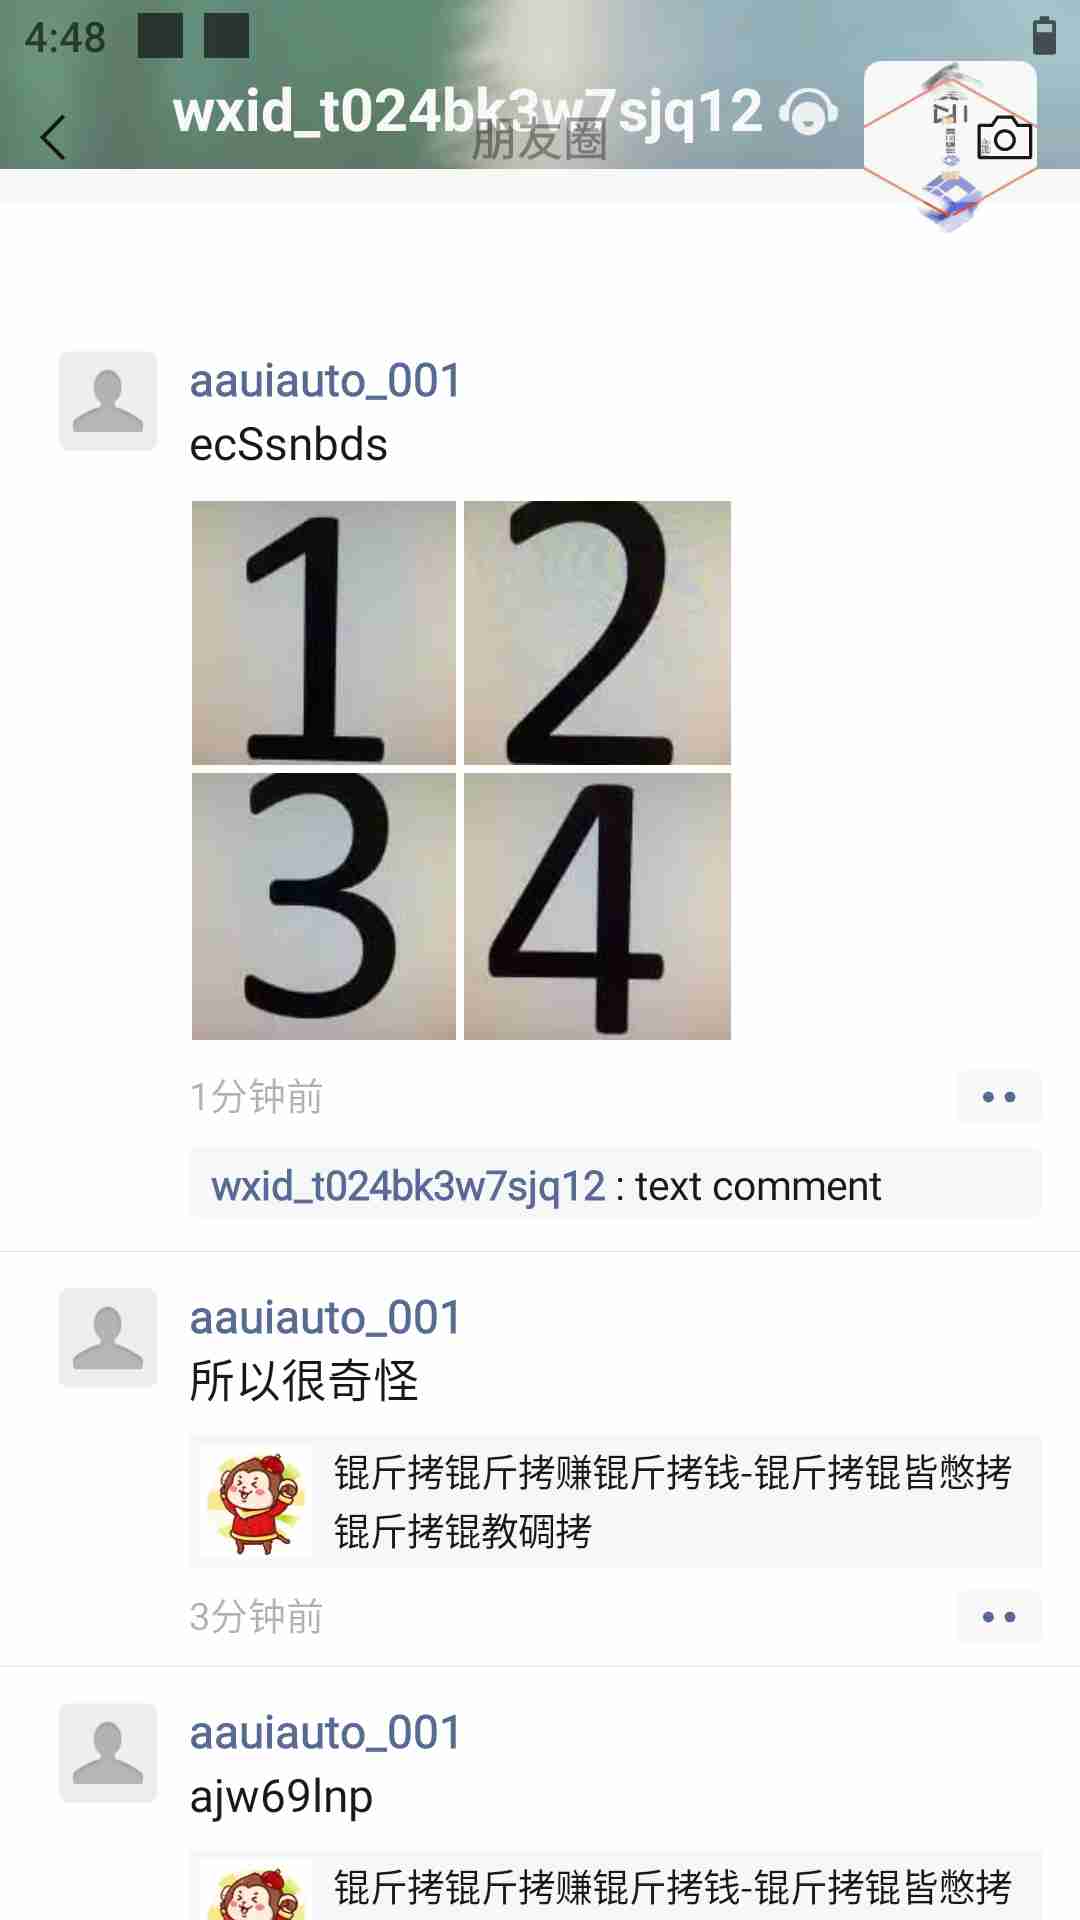 4:48
wxid_t024bk3w7sjq12
朋友圈
aauiauto_001
ecSsnbds
1 2
3 4
1分钟前
wxid_t024bk3w7sjq12 : text comment
aauiauto_001
所以很奇怪
锟斤拷锟斤拷赚锟斤拷钱-锟斤拷锟皆憋拷
锟斤拷锟教碉拷
3分钟前
aauiauto_001
ajw69lnp
锟斤拷锟斤拷赚锟斤拷钱-锟斤拷锟皆憋拷